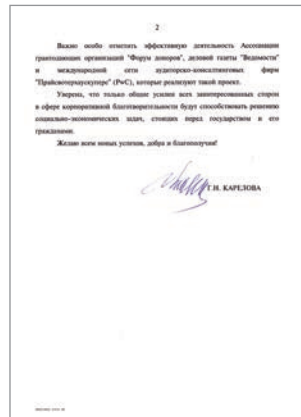 2
Важно особо отметить эффективную деятельность Ассоциации
грантодающих организаций "Форум доноров", деловой газеты "Ведомости"
и международной сети аудиторско-консалтинговых фирм
"Прайсвотерхаускуперс" (PwC), которые реализуют такой проект.
Уверена, что только общие усилия всех заинтересованных сторон
в сфере корпоративной благотворительности будут способствовать решению
социально-экономических задач, стоящих перед государством и его
гражданами.
Желаю всем новых успехов, добра и благополучия!
Т.Н. КАРЕЛОВА